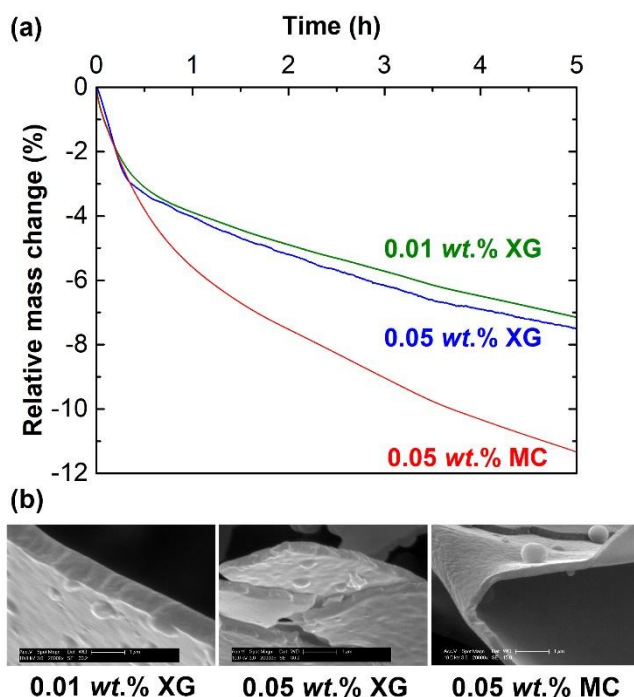 (a)
Time (h)
0 1 2 3 4 5
Relative mass change (%)
0
-2
-4
-6
-8
-10
-12
0.01 wt.% XG
0.05 wt.% XG
0.05 wt.% MC
(b)
0.01 wt.% XG 0.05 wt.% XG 0.05 wt.% MC